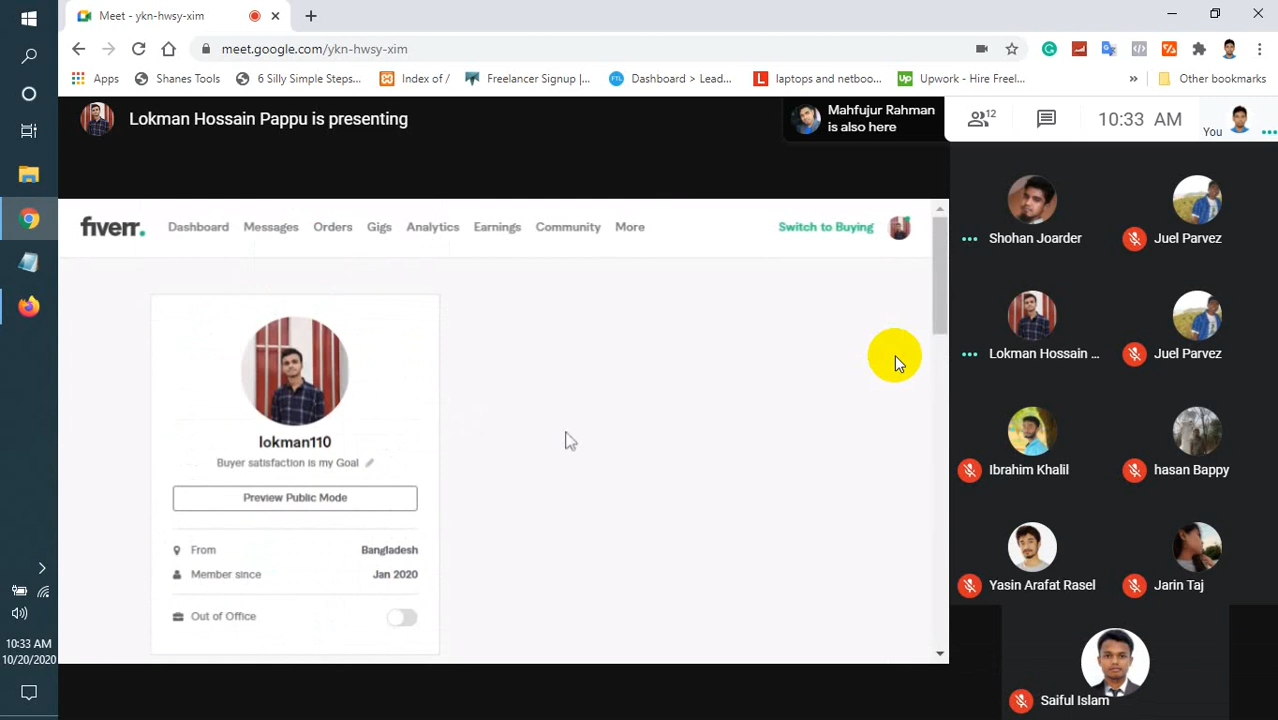 Meet - ykn-hwsy-xim
meet.google.com/ykn-hwsy-xim
Apps
Shanes Tools
6 Silly Simple Steps...
Index of /
Freelancer Signup |...
Dashboard > Lead...
laptops and netboo...
Upwork - Hire Freel...
»
Other bookmarks
Lokman Hossain Pappu is presenting
Mahfujur Rahman
is also here
12
10:33 AM
You
fiverr.
Dashboard
Messages
Orders
Gigs
Analytics
Earnings
Community
More
Switch to Buying
lokman110
Buyer satisfaction is my Goal
Preview Public Mode
From Bangladesh
Member since Jan 2020
Out of Office
Shohan Joarder
Juel Parvez
Lokman Hossain ...
Juel Parvez
Ibrahim Khalil
hasan Bappy
Yasin Arafat Rasel
Jarin Taj
Saiful Islam
10:33 AM
10/20/2020